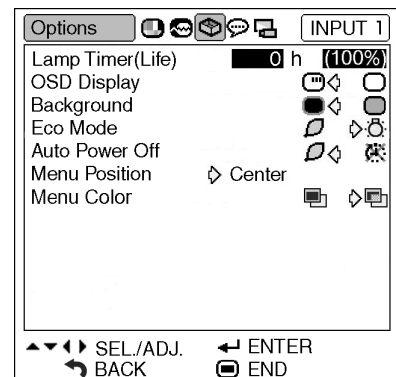 Options INPUT 1
Lamp Timer(Life) 0 h (100%)
OSD Display
Background
Eco Mode
Auto Power Off
Menu Position Center
Menu Color
SEL./ADJ. ENTER
BACK END